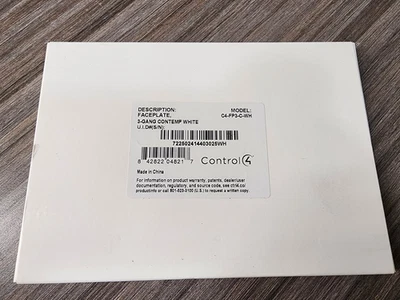 DESCRIPTION: MODEL:
FACEPLATE, C4-FP3-C-WH
3-GANG CONTEMP WHITE
U.I.D#(S/N):
722502414403025WH
8 42822 04821 7 Control4
Made in China
For information on product warranty, patents, dealer/user
documentation, regulatory, and source code, see ctrl4.co/
or call 801-523-3100 (U.S.) to request a written copy.